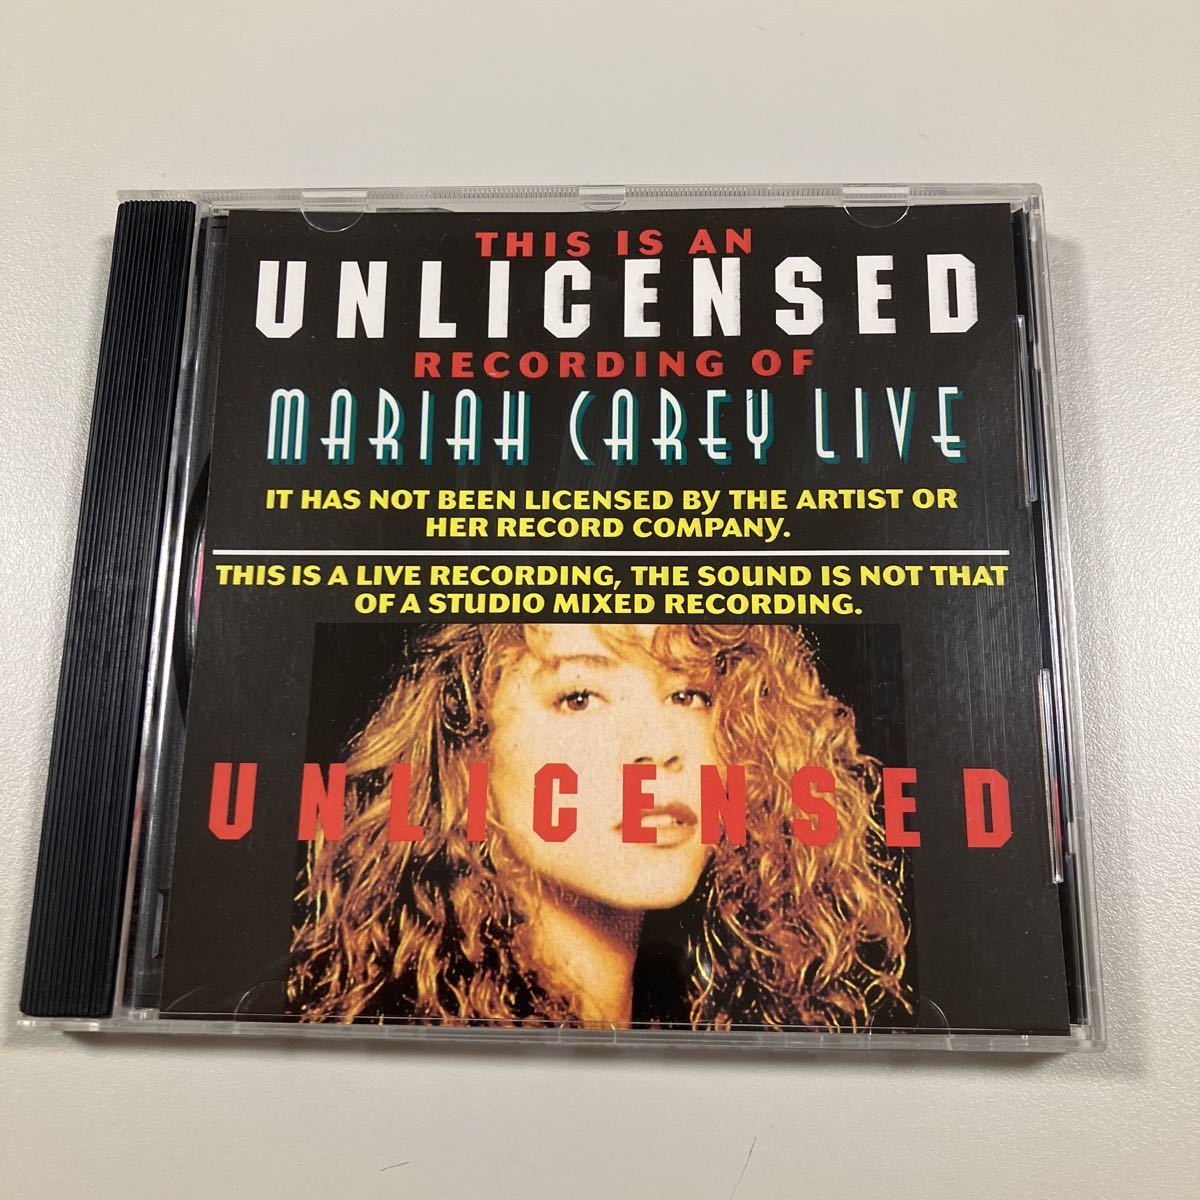 THIS IS AN
UNLICENSED
RECORDING OF
MARIAH CAREY LIVE
IT HAS NOT BEEN LICENSED By THE ARTIST OR
HER RECORD COMPANY.
THIS IS A LIVE RECORDING, THE SOUND IS NOT THAT
OF A STUDIO MIXED RECORDING.
UNLICENSED